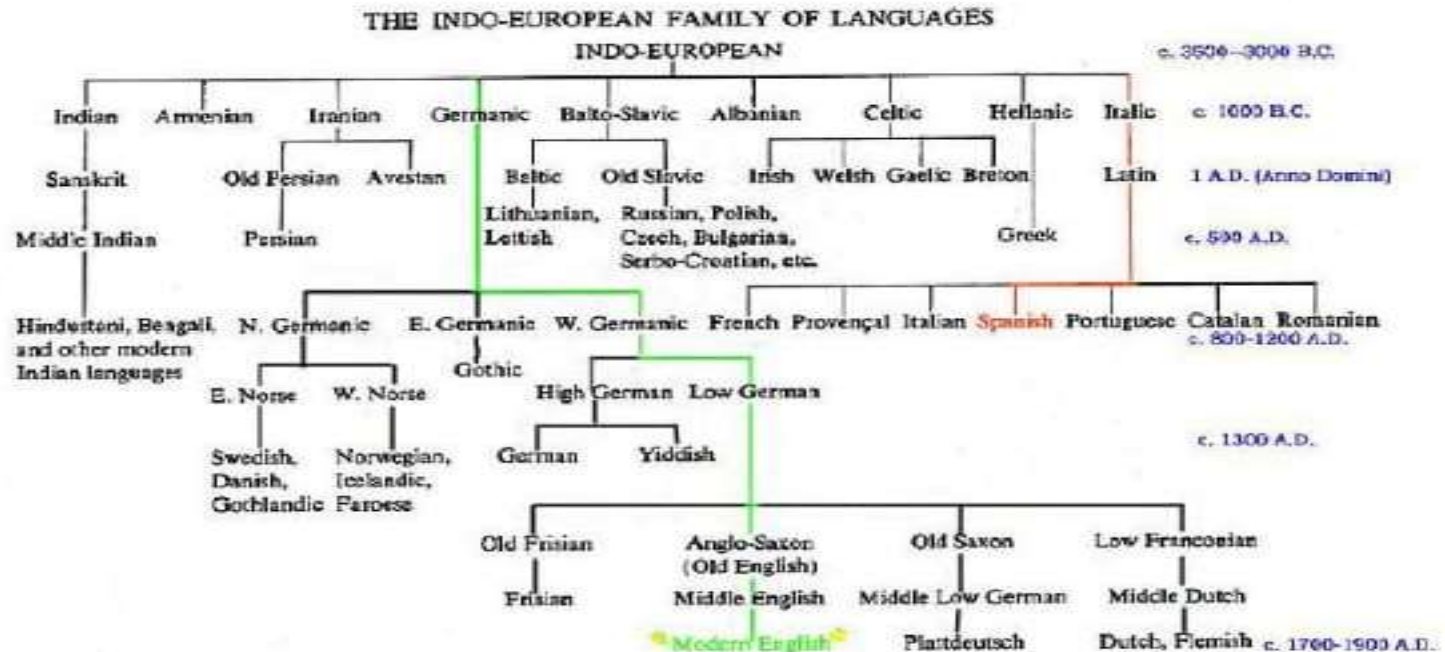 THE INDO-EUROPEAN FAMILY OF LANGUAGES
INDO-EUROPEAN
c. 3500-3000 B.C.
Indian Armenian Iranian Germanic Balto-Slavic Albanian Celtic Hellenic Italic c. 1000 B.C.
Sanskrit Old Persian Avestan Baltic Old Slavic Irish Welsh Gaelic Breton Latin 1 A.D. (Anno Domini)
Lithuanian, Russian, Polish,
Middle Indian Persian Lettish Czech, Bulgarian, Greek c. 500 A.D.
Serbo-Croatian, etc.
Hindustani, Bengali, N. Germanic E. Germanic W. Germanic French Provençal Italian Spanish Portuguese Catalan Romanian
and other modern c. 800-1200 A.D.
Indian languages Gothic
E. Norse W. Norse High German Low German
c. 1300 A.D.
Swedish, Norwegian, German Yiddish
Danish, Icelandic,
Gothlandic Faroese
Old Frisian Anglo-Saxon Old Saxon Low Franconian
(Old English)
Frisian Middle English Middle Low German Middle Dutch
Modern English Plattdeutsch Dutch, Flemish c. 1700-1900 A.D.